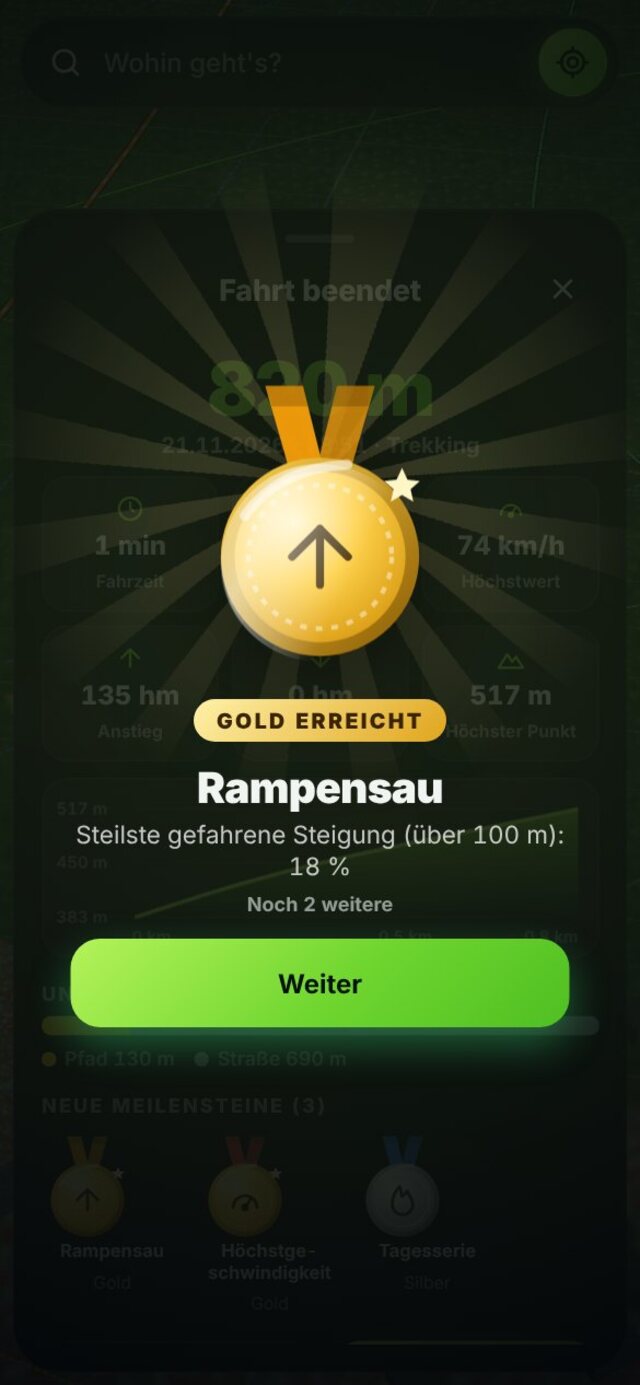 Wohin geht's?
Fahrt beendet
820 m
Trekking
1 min
Fahrzeit
74 km/h
Höchstwert
135 hm
Anstieg
0 hm
517 m
Höchster Punkt
GOLD ERREICHT
Rampensau
517 m
Steilste gefahrene Steigung (über 100 m):
450 m
18 %
Noch 2 weitere
383 m
0 km
0,5 km
0,8 km
Weiter
Pfad 130 m
Straße 690 m
NEUE MEILENSTEINE (3)
Rampensau
Gold
Höchstge-
schwindigkeit
Gold
Tagesserie
Silber